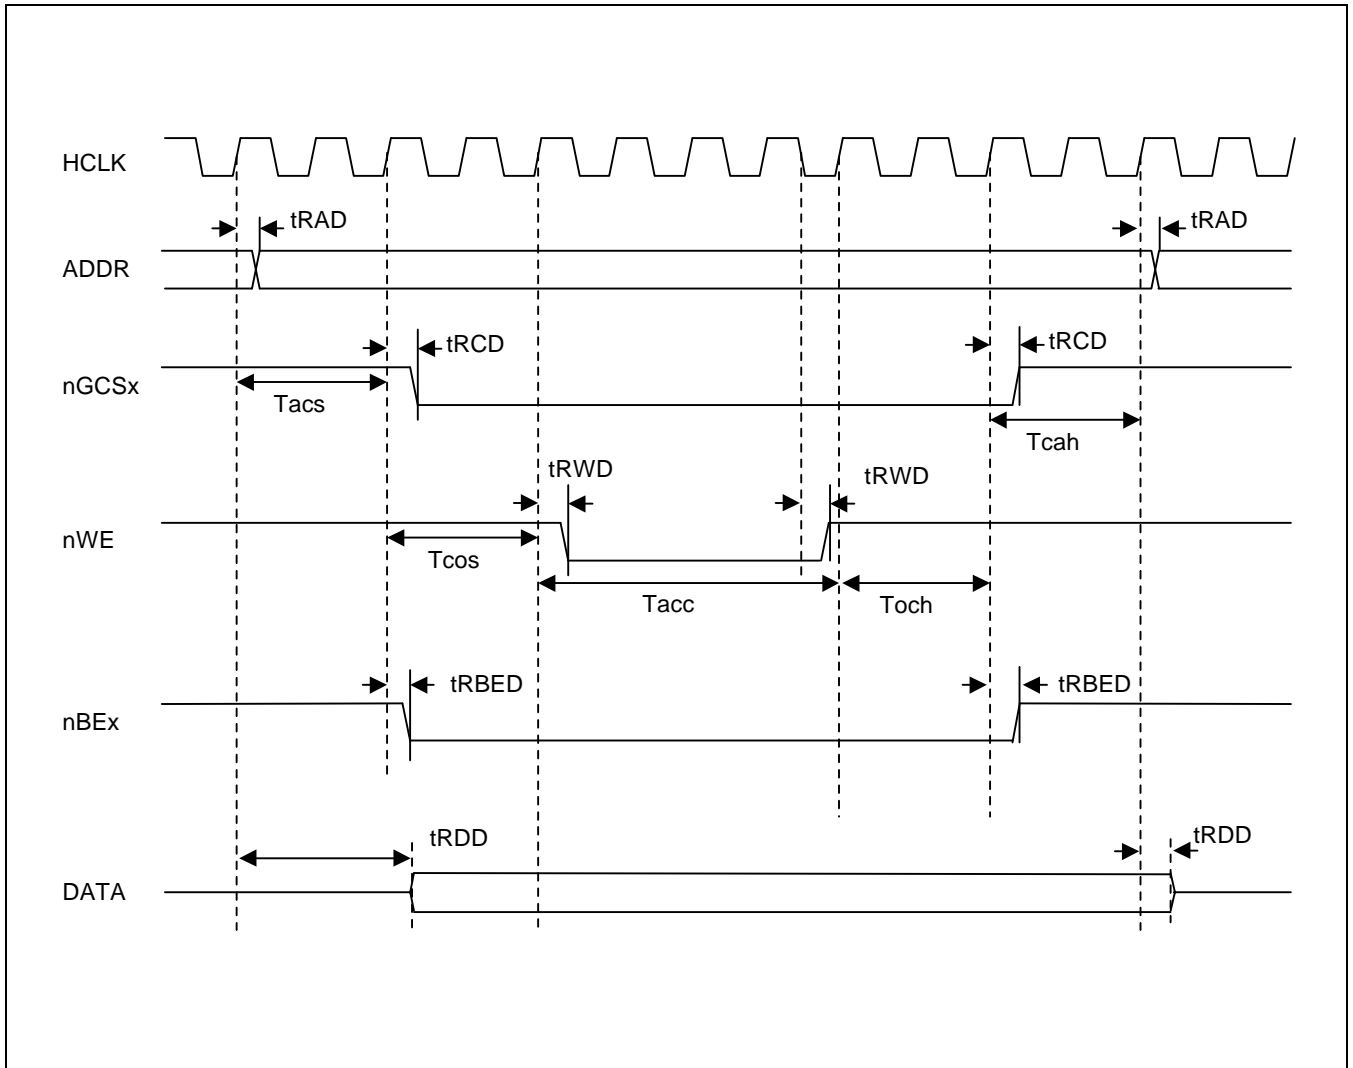 HCLK
tRAD
tRAD
ADDR
tRCD
tRCD
nGCSx
Tacs
Tcah
tRWD
tRWD
nWE
Tcos
Tacc
Toch
tRBED
tRBED
nBEx
tRDD
tRDD
DATA